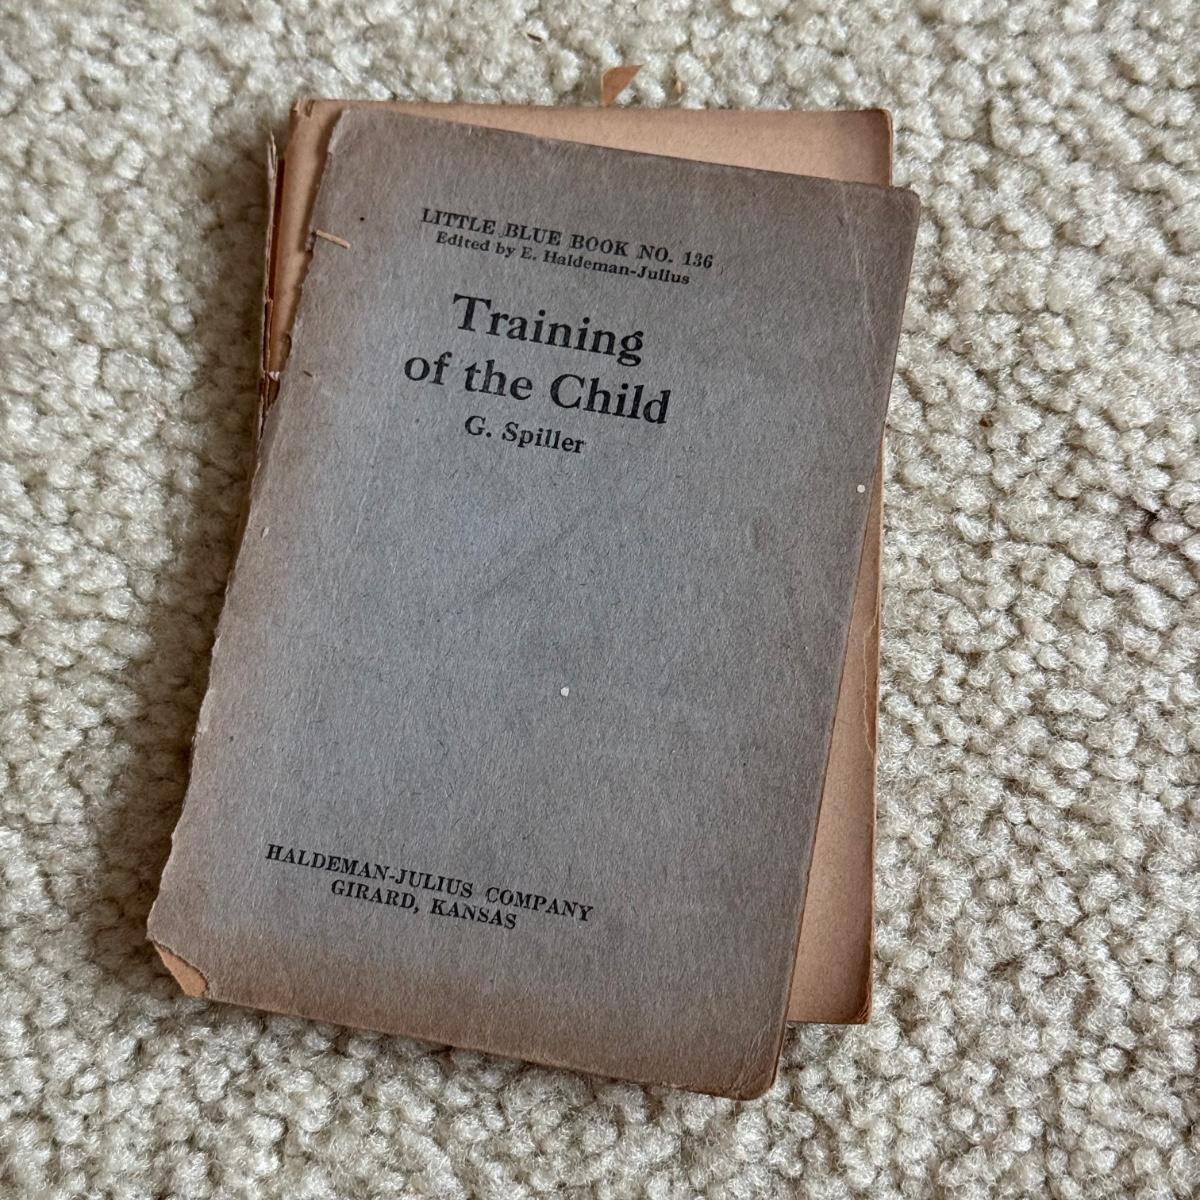 LITTLE BLUE BOOK NO. 136
Edited by E. Haldeman-Julius
Training
of the Child
G. Spiller
HALDEMAN-JULIUS COMPANY
GIRARD, KANSAS